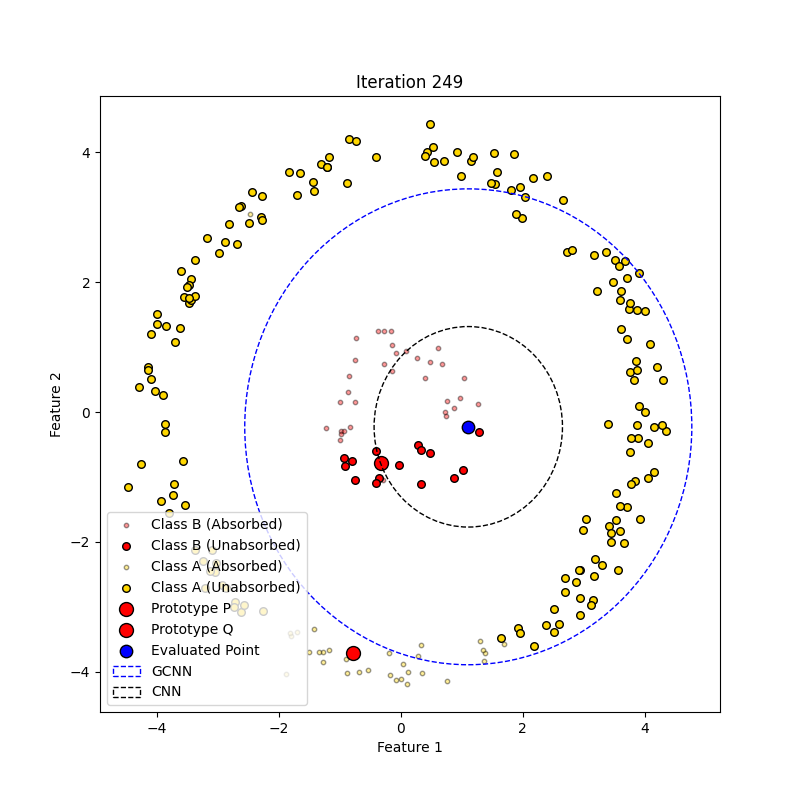 Iteration 249
Feature 2
4
2
0
−2
−4
Class B (Absorbed)
Class B (Unabsorbed)
Class A (Absorbed)
Class A (Unabsorbed)
Prototype P
Prototype Q
Evaluated Point
GCNN
CNN
−4 −2 0 2 4
Feature 1